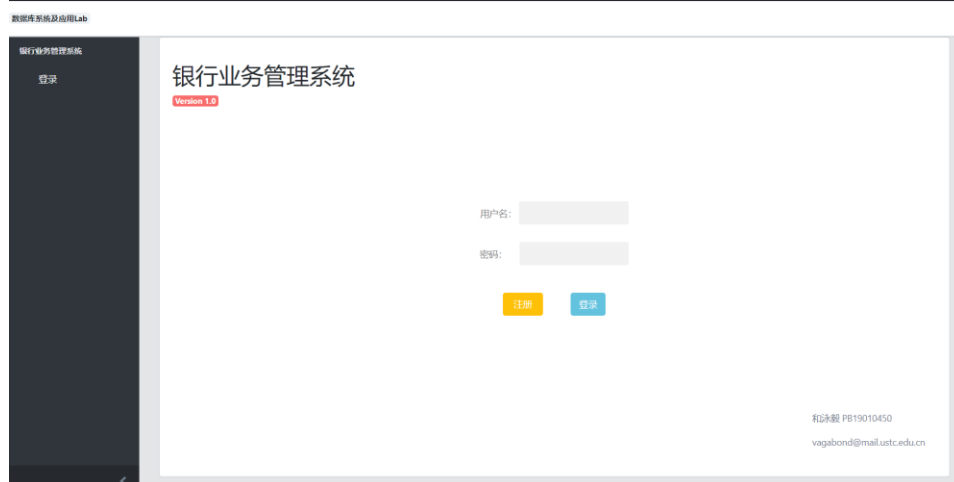 数据库系统及应用Lab
银行业务管理系统
登录
银行业务管理系统
Version 1.0
用户名：
密码：
注册 登录
和泳毅 PB19010450
vagabond@mail.ustc.edu.cn